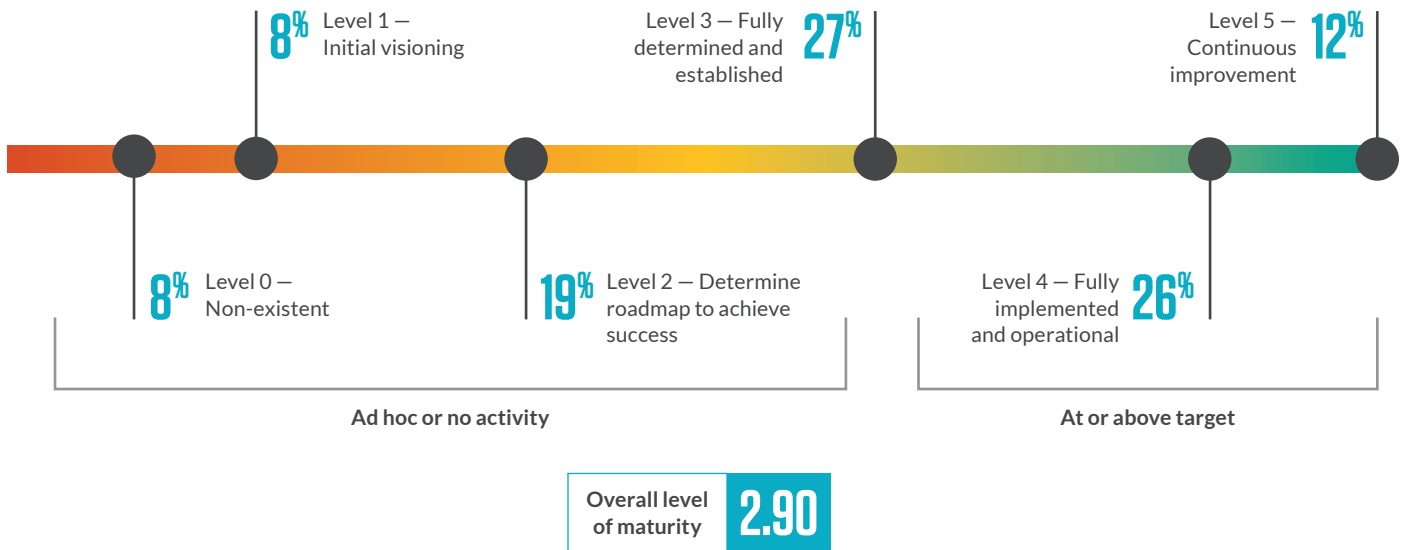 8%
Level 1 —
Initial visioning
Level 3 — Fully
determined and
established
27%
Level 5 —
Continuous
improvement
12%
8%
Level 0 —
Non-existent
19%
Level 2 — Determine
roadmap to achieve
success
Level 4 — Fully
implemented
and operational
26%
Ad hoc or no activity
At or above target
Overall level
of maturity
2.90